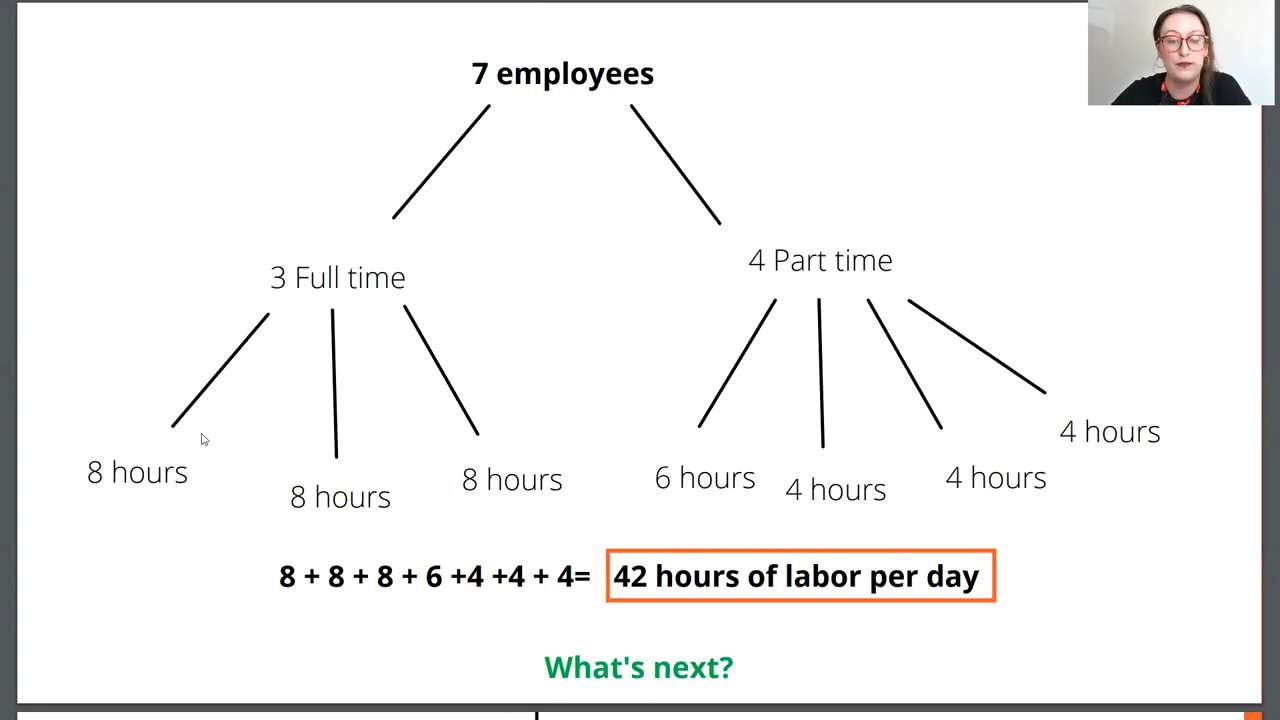 7 employees
3 Full time
4 Part time
8 hours
8 hours
8 hours
6 hours
4 hours
4 hours
4 hours
8 + 8 + 8 + 6 +4 +4 + 4= 42 hours of labor per day
What's next?